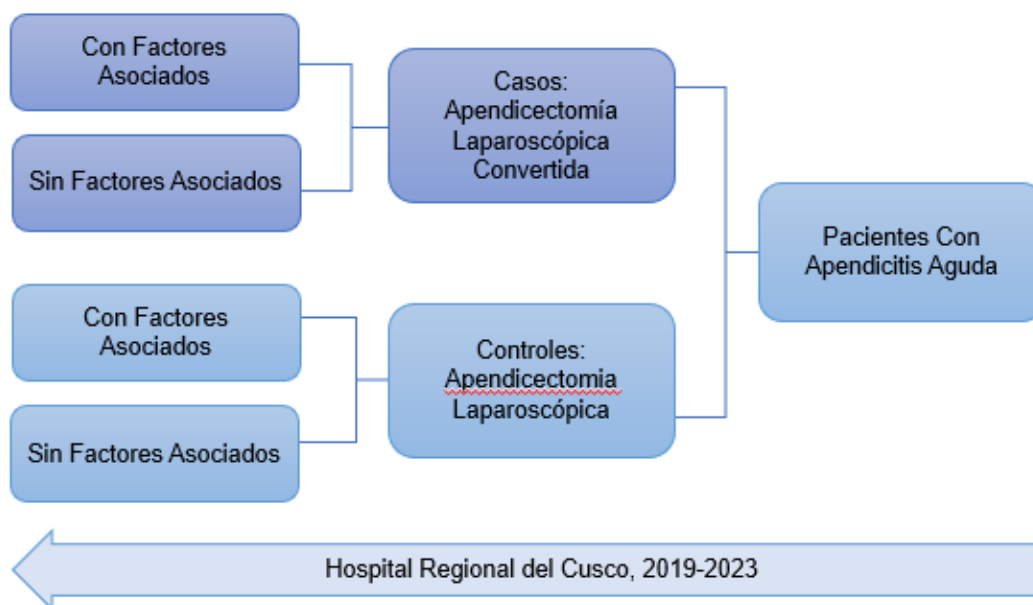 Con Factores
Asociados
Sin Factores Asociados
Casos:
Apendicectomía
Laparoscópica
Convertida
Pacientes Con
Apendicitis Aguda
Con Factores
Asociados
Sin Factores Asociados
Controles:
Apendicectomia
Laparoscópica
Hospital Regional del Cusco, 2019-2023